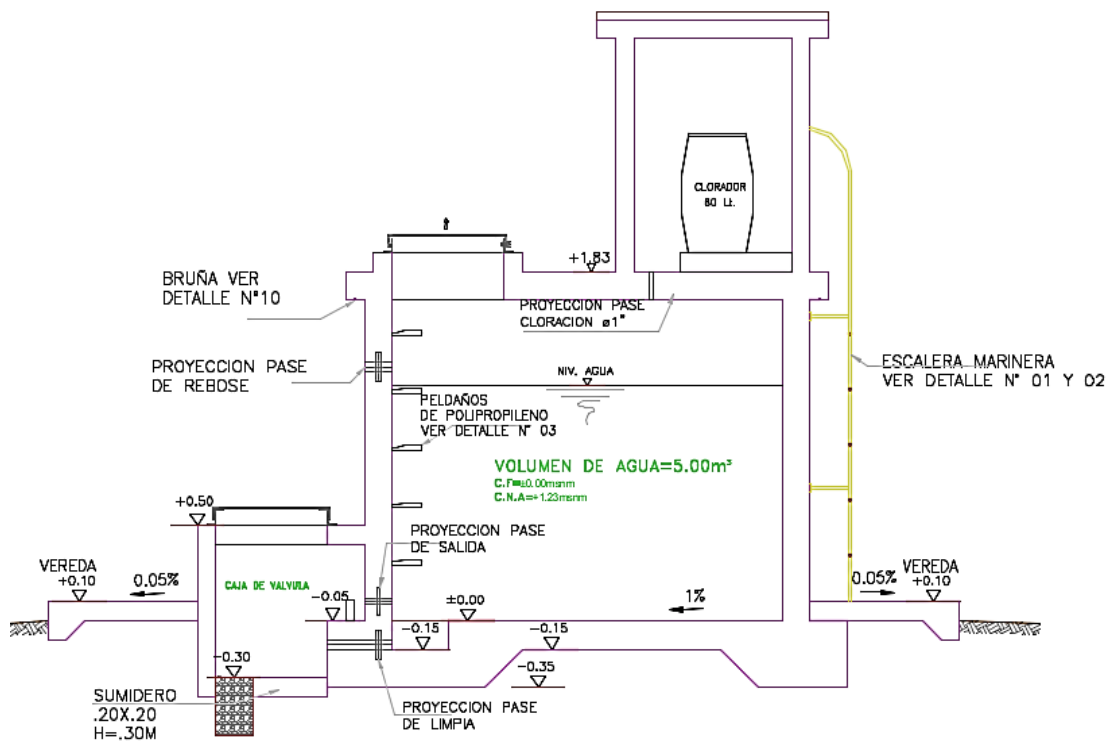 CLORADOR
80 Lt.
+1.83
BRUÑA VER
DETALLE N°10
PROYECCION PASE
CLORACION ø1"
PROYECCION PASE
DE REBOSE
NIV. AGUA
ESCALERA MARINERA
VER DETALLE N° 01 Y 02
PELDAÑOS
DE POLIPROPILENO
VER DETALLE N° 03
VOLUMEN DE AGUA=5.00m³
C.F=±0.00msnm
C.N.A=+1.23msnm
+0.50
PROYECCION PASE
DE SALIDA
VEREDA
+0.10
0.05%
CAJA DE VALVULA
-0.05
±0.00
1%
0.05%
VEREDA
+0.10
-0.15
-0.15
-0.30
-0.35
SUMIDERO
.20X.20
H=.30M
PROYECCION PASE
DE LIMPIA